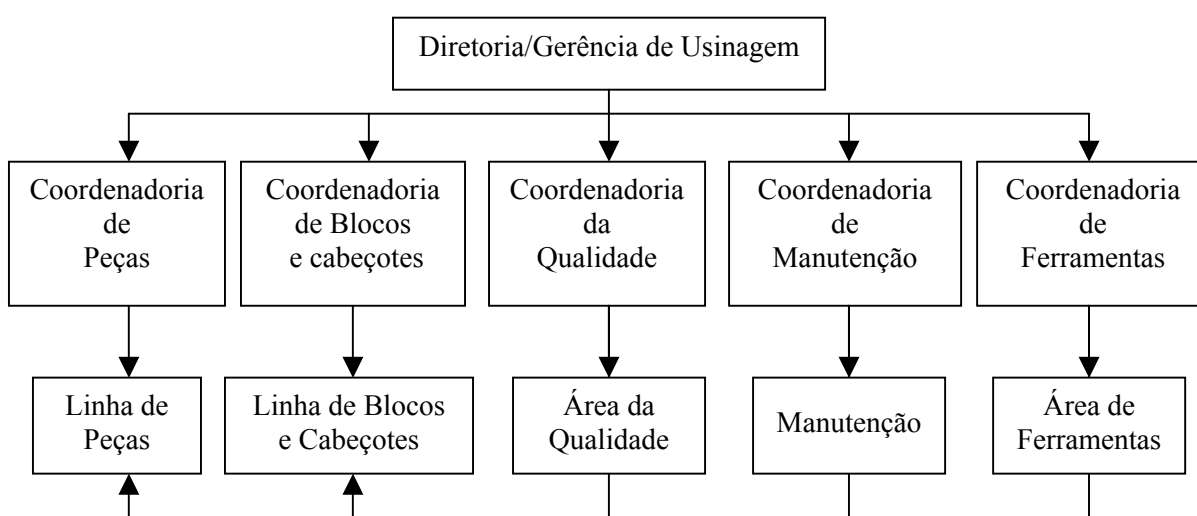 Diretoria/Gerência de Usinagem
Coordenadoria
de
Peças
Coordenadoria
de Blocos
e cabeçotes
Coordenadoria
da
Qualidade
Coordenadoria
de
Manutenção
Coordenadoria
de
Ferramentas
Linha de
Peças
Linha de Blocos
e Cabeçotes
Área da
Qualidade
Manutenção
Área de
Ferramentas